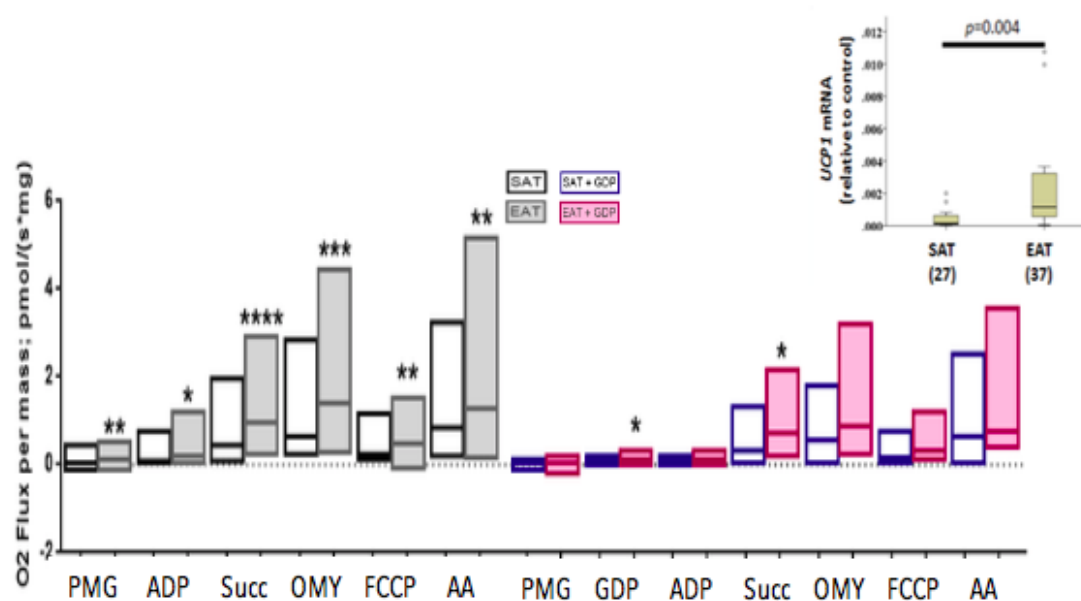 p=0.004
.012
.010
.008
.006
.004
.002
.000
UCP1 mRNA
(relative to control)
SAT EAT
(27) (37)
SAT SAT + GDP
EAT EAT + GDP
O2 Flux per mass; pmol/(s*mg)
6
4
2
0
-2
** * **** *** ** ** * *
PMG ADP Succ OMY FCCP AA PMG GDP ADP Succ OMY FCCP AA